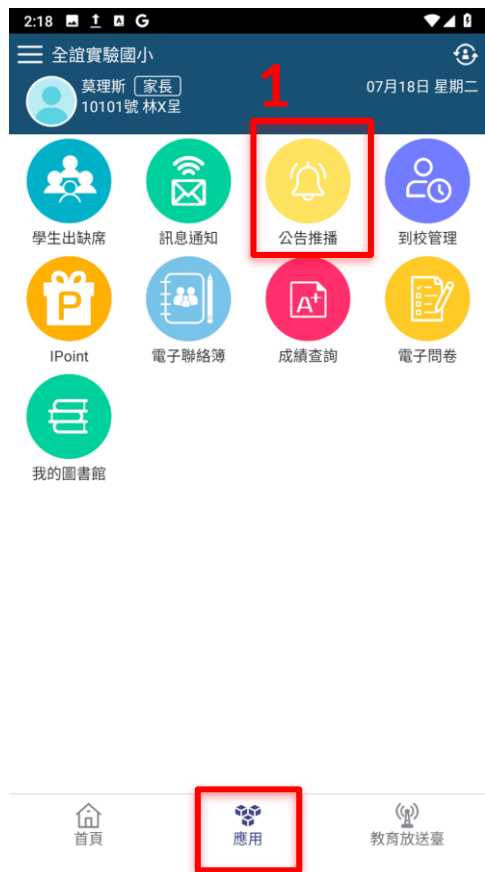 2:18 A G
全誼實驗國小
莫理斯 家長
07月18日 星期二
10101號 林X呈
1
學生出缺席 訊息通知 公告推播 到校管理
P A+
IPoint 電子聯絡簿 成績查詢 電子問卷
我的圖書館
首頁 應用 教育放送臺